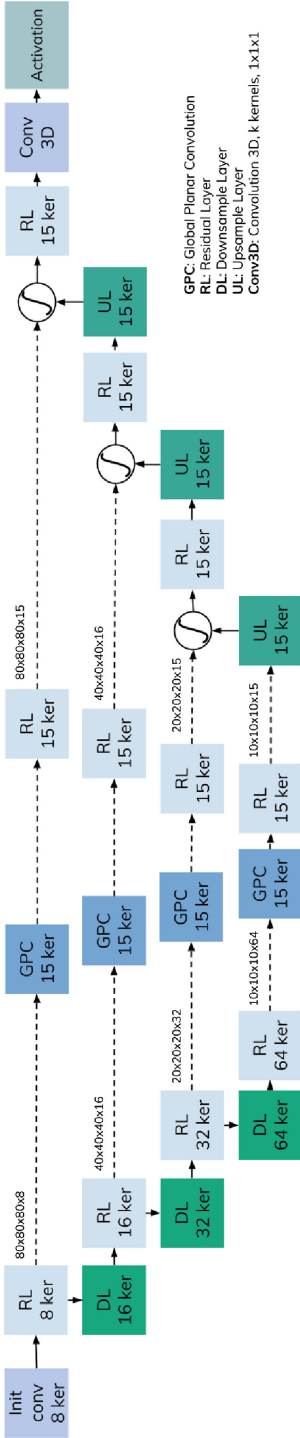 Init
conv
8 ker
RL
8 ker
80x80x80x8
GPC
15 ker
RL
15 ker
80x80x80x15
RL
15 ker
Conv
3D
Activation
DL
16 ker
RL
16 ker
40x40x40x16
GPC
15 ker
RL
15 ker
40x40x40x16
RL
15 ker
UL
15 ker
DL
32 ker
RL
32 ker
20x20x20x32
GPC
15 ker
RL
15 ker
20x20x20x15
RL
15 ker
UL
15 ker
DL
64 ker
RL
64 ker
10x10x10x64
GPC
15 ker
RL
15 ker
10x10x10x15
UL
15 ker
GPC: Global Planar Convolution
RL: Residual Layer
DL: Downsample Layer
UL: Upsample Layer
Conv3D: Convolution 3D, k kernels, 1x1x1